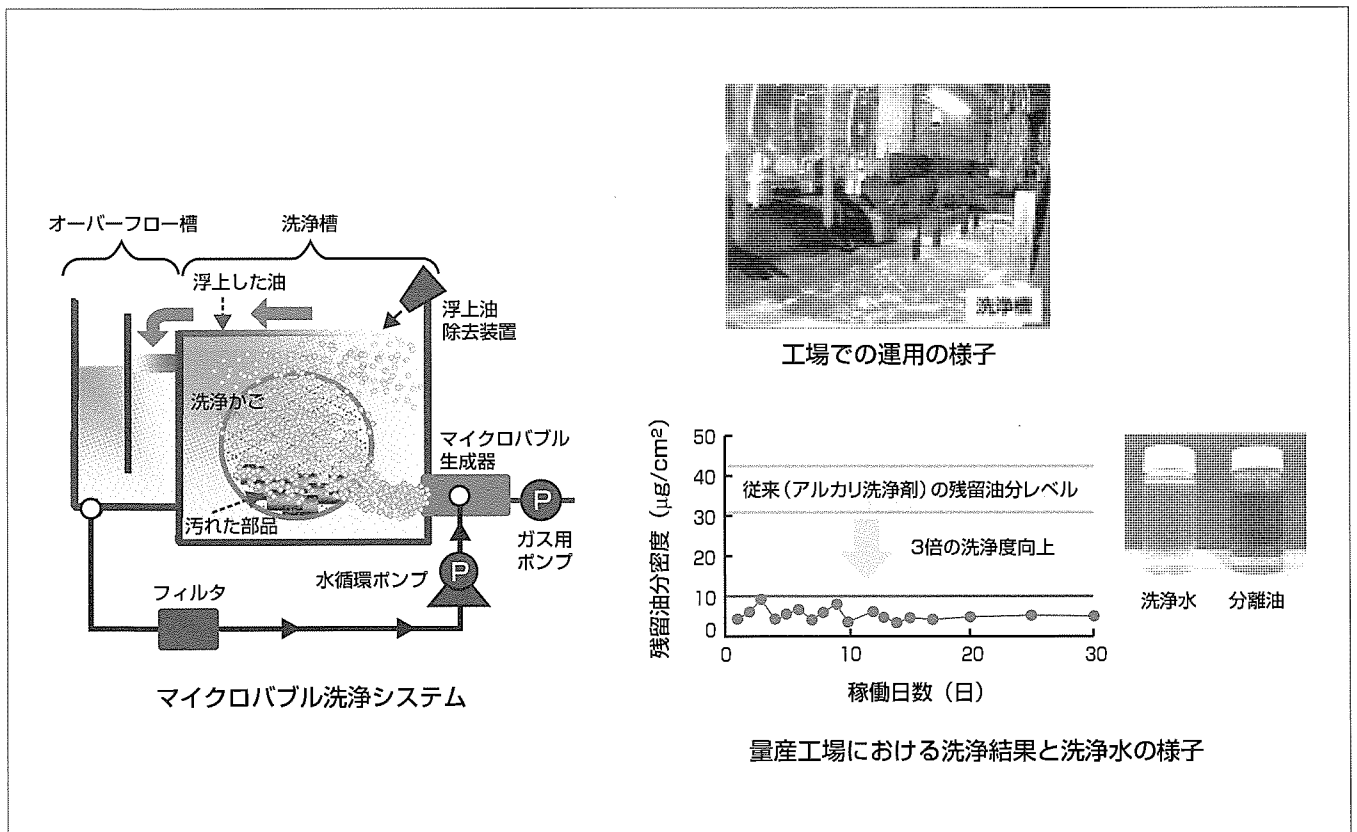 オーバーフロー槽
洗浄槽
浮上した油
浮上油
除去装置
洗浄かご
マイクロバブル
生成器
P
汚れた部品
ガス用
ポンプ
水循環ポンプ
P
フィルタ
マイクロバブル洗浄システム
洗浄槽
工場での運用の様子
残留油分密度（μg/cm2）
50
40
30
20
10
0
従来（アルカリ洗浄剤）の残留油分レベル
3倍の洗浄度向上
0
10
20
30
稼働日数（日）
洗浄水
分離油
量産工場における洗浄結果と洗浄水の様子